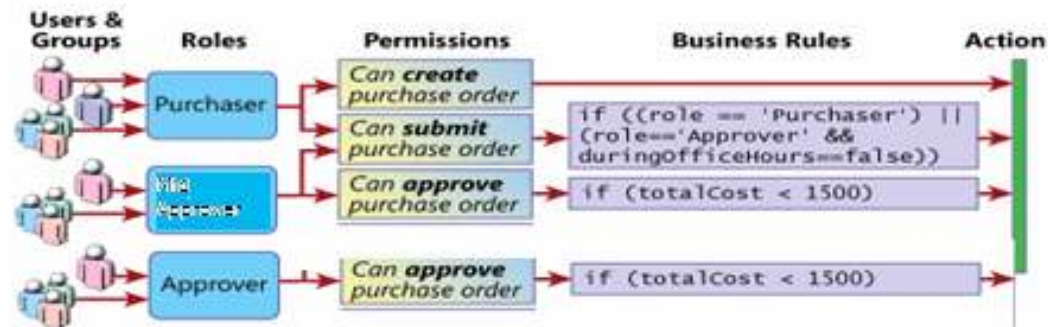 Users &
Groups
Roles
Permissions
Business Rules
Action
Purchaser
Can create
purchase order
Can submit
purchase order
if ((role == 'Purchaser') ||
(role=='Approver' &&
duringOfficeHours==false))
Approver
Can approve
purchase order
if (totalCost < 1500)
Approver
Can approve
purchase order
if (totalCost < 1500)